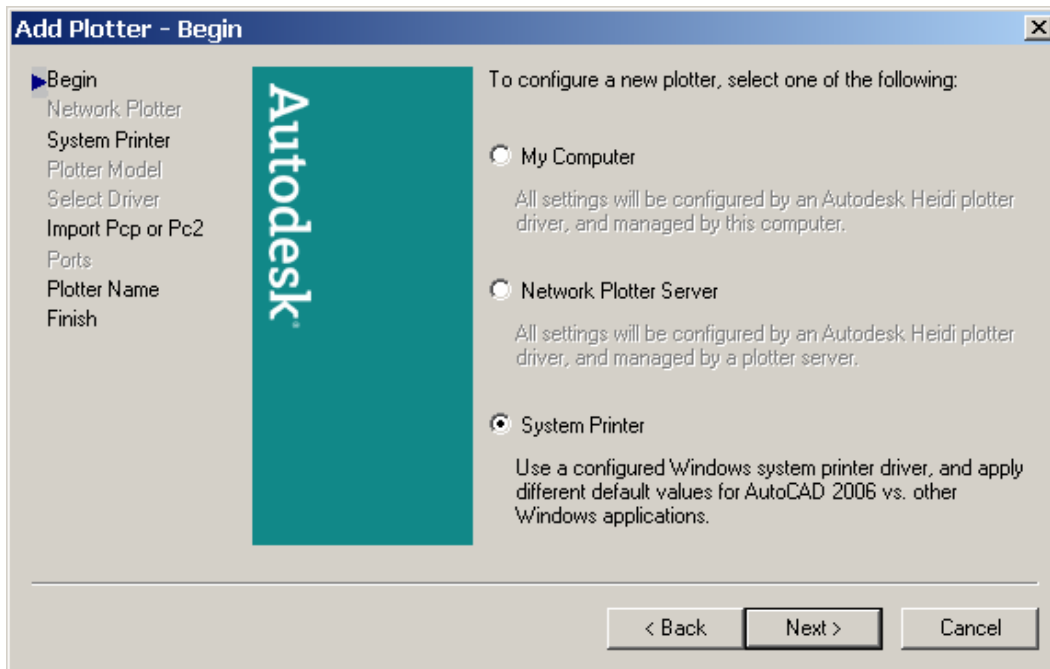 Add Plotter - Begin
Begin
Network Plotter
System Printer
Plotter Model
Select Driver
Import Pcp or Pc2
Ports
Plotter Name
Finish
Autodesk
To configure a new plotter, select one of the following:
My Computer
All settings will be configured by an Autodesk Heidi plotter
driver, and managed by this computer.
Network Plotter Server
All settings will be configured by an Autodesk Heidi plotter
driver, and managed by a plotter server.
System Printer
Use a configured Windows system printer driver, and apply
different default values for AutoCAD 2006 vs. other
Windows applications.
< Back
Next >
Cancel